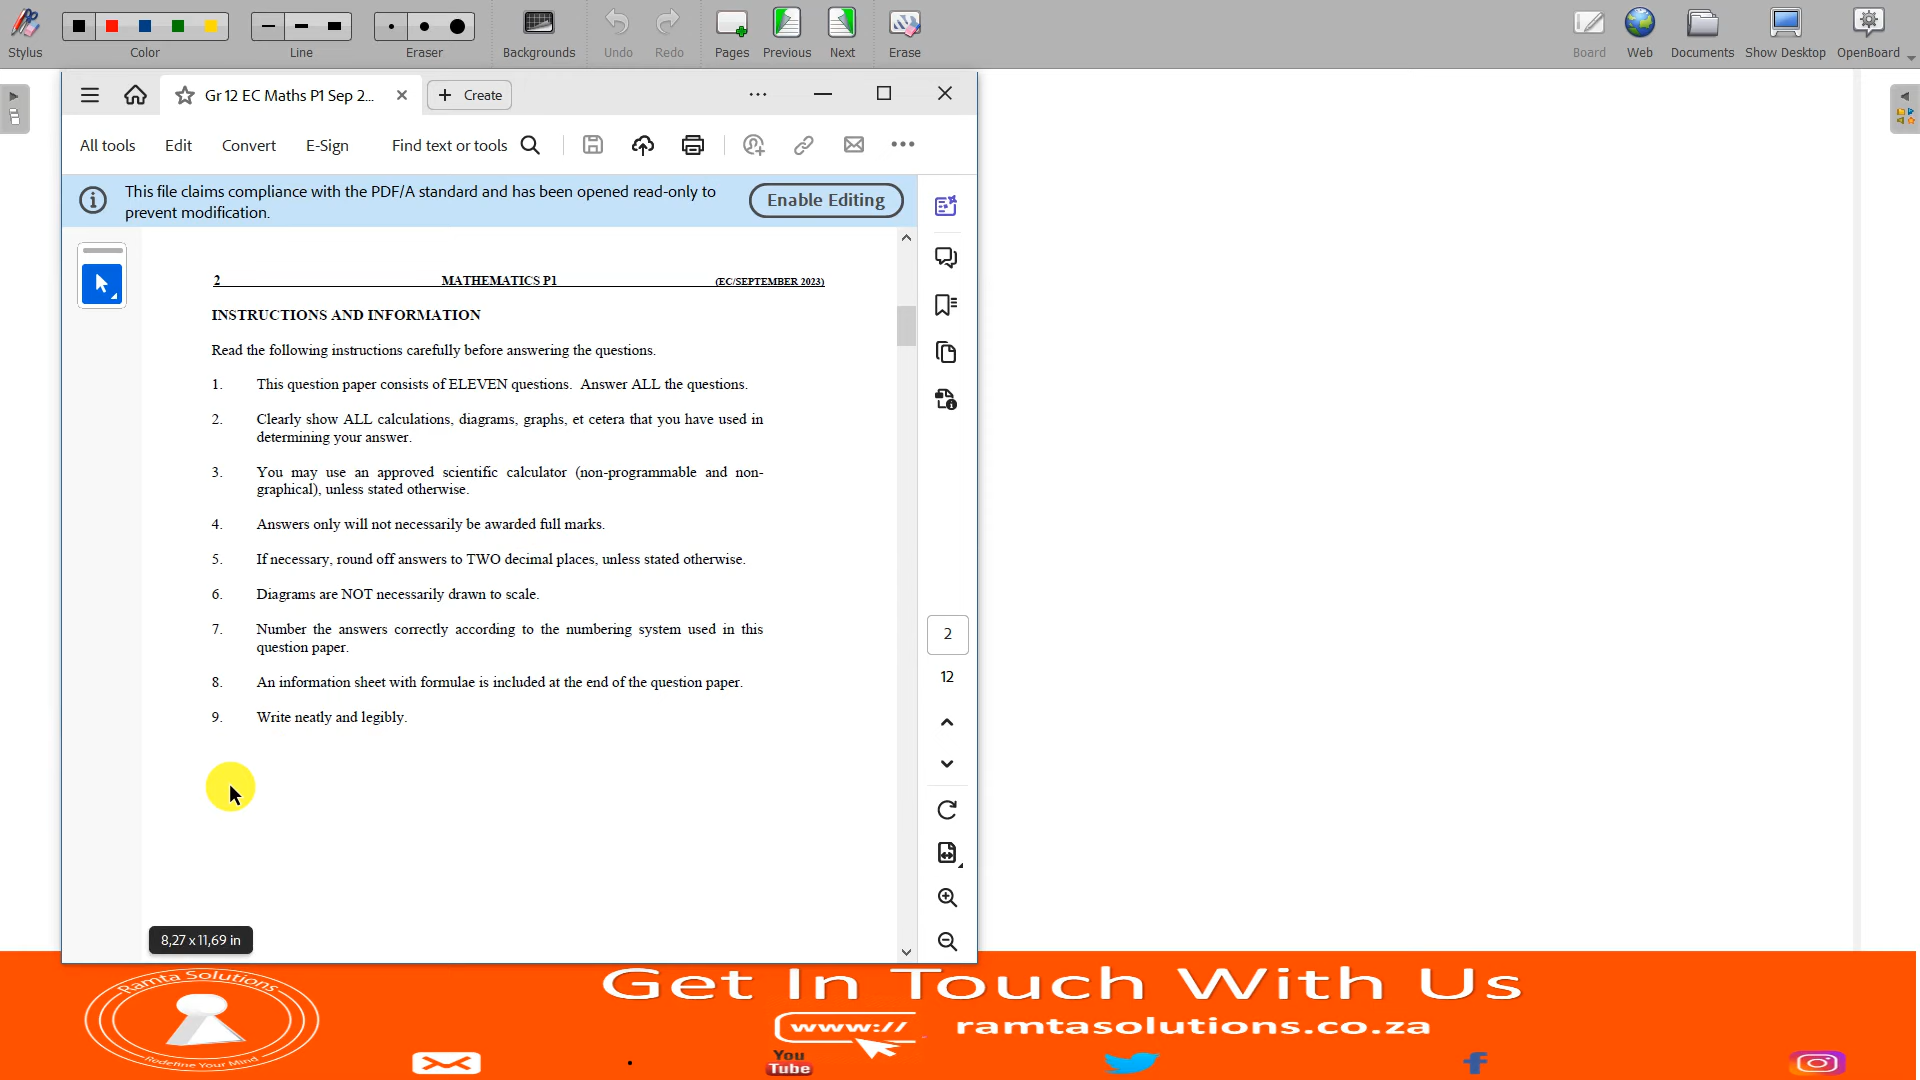 Stylus
Color
Line
Eraser
Backgrounds
Undo
Redo
Pages
Previous
Next
Erase
Board
Web
Documents
Show Desktop
OpenBoard
Gr 12 EC Maths P1 Sep 2...
Create
All tools
Edit
Convert
E-Sign
Find text or tools
This file claims compliance with the PDF/A standard and has been opened read-only to
prevent modification.
Enable Editing
2 MATHEMATICS P1 (EC/SEPTEMBER 2023)
INSTRUCTIONS AND INFORMATION
Read the following instructions carefully before answering the questions.
1. This question paper consists of ELEVEN questions. Answer ALL the questions.
2. Clearly show ALL calculations, diagrams, graphs, et cetera that you have used in
determining your answer.
3. You may use an approved scientific calculator (non-programmable and non-
graphical), unless stated otherwise.
4. Answers only will not necessarily be awarded full marks.
5. If necessary, round off answers to TWO decimal places, unless stated otherwise.
6. Diagrams are NOT necessarily drawn to scale.
7. Number the answers correctly according to the numbering system used in this
question paper.
8. An information sheet with formulae is included at the end of the question paper.
9. Write neatly and legibly.
2
12
8,27 x 11,69 in
Ramta Solutions
Redefine Your Mind
Get In Touch With Us
www://
ramtasolutions.co.za
You
Tube